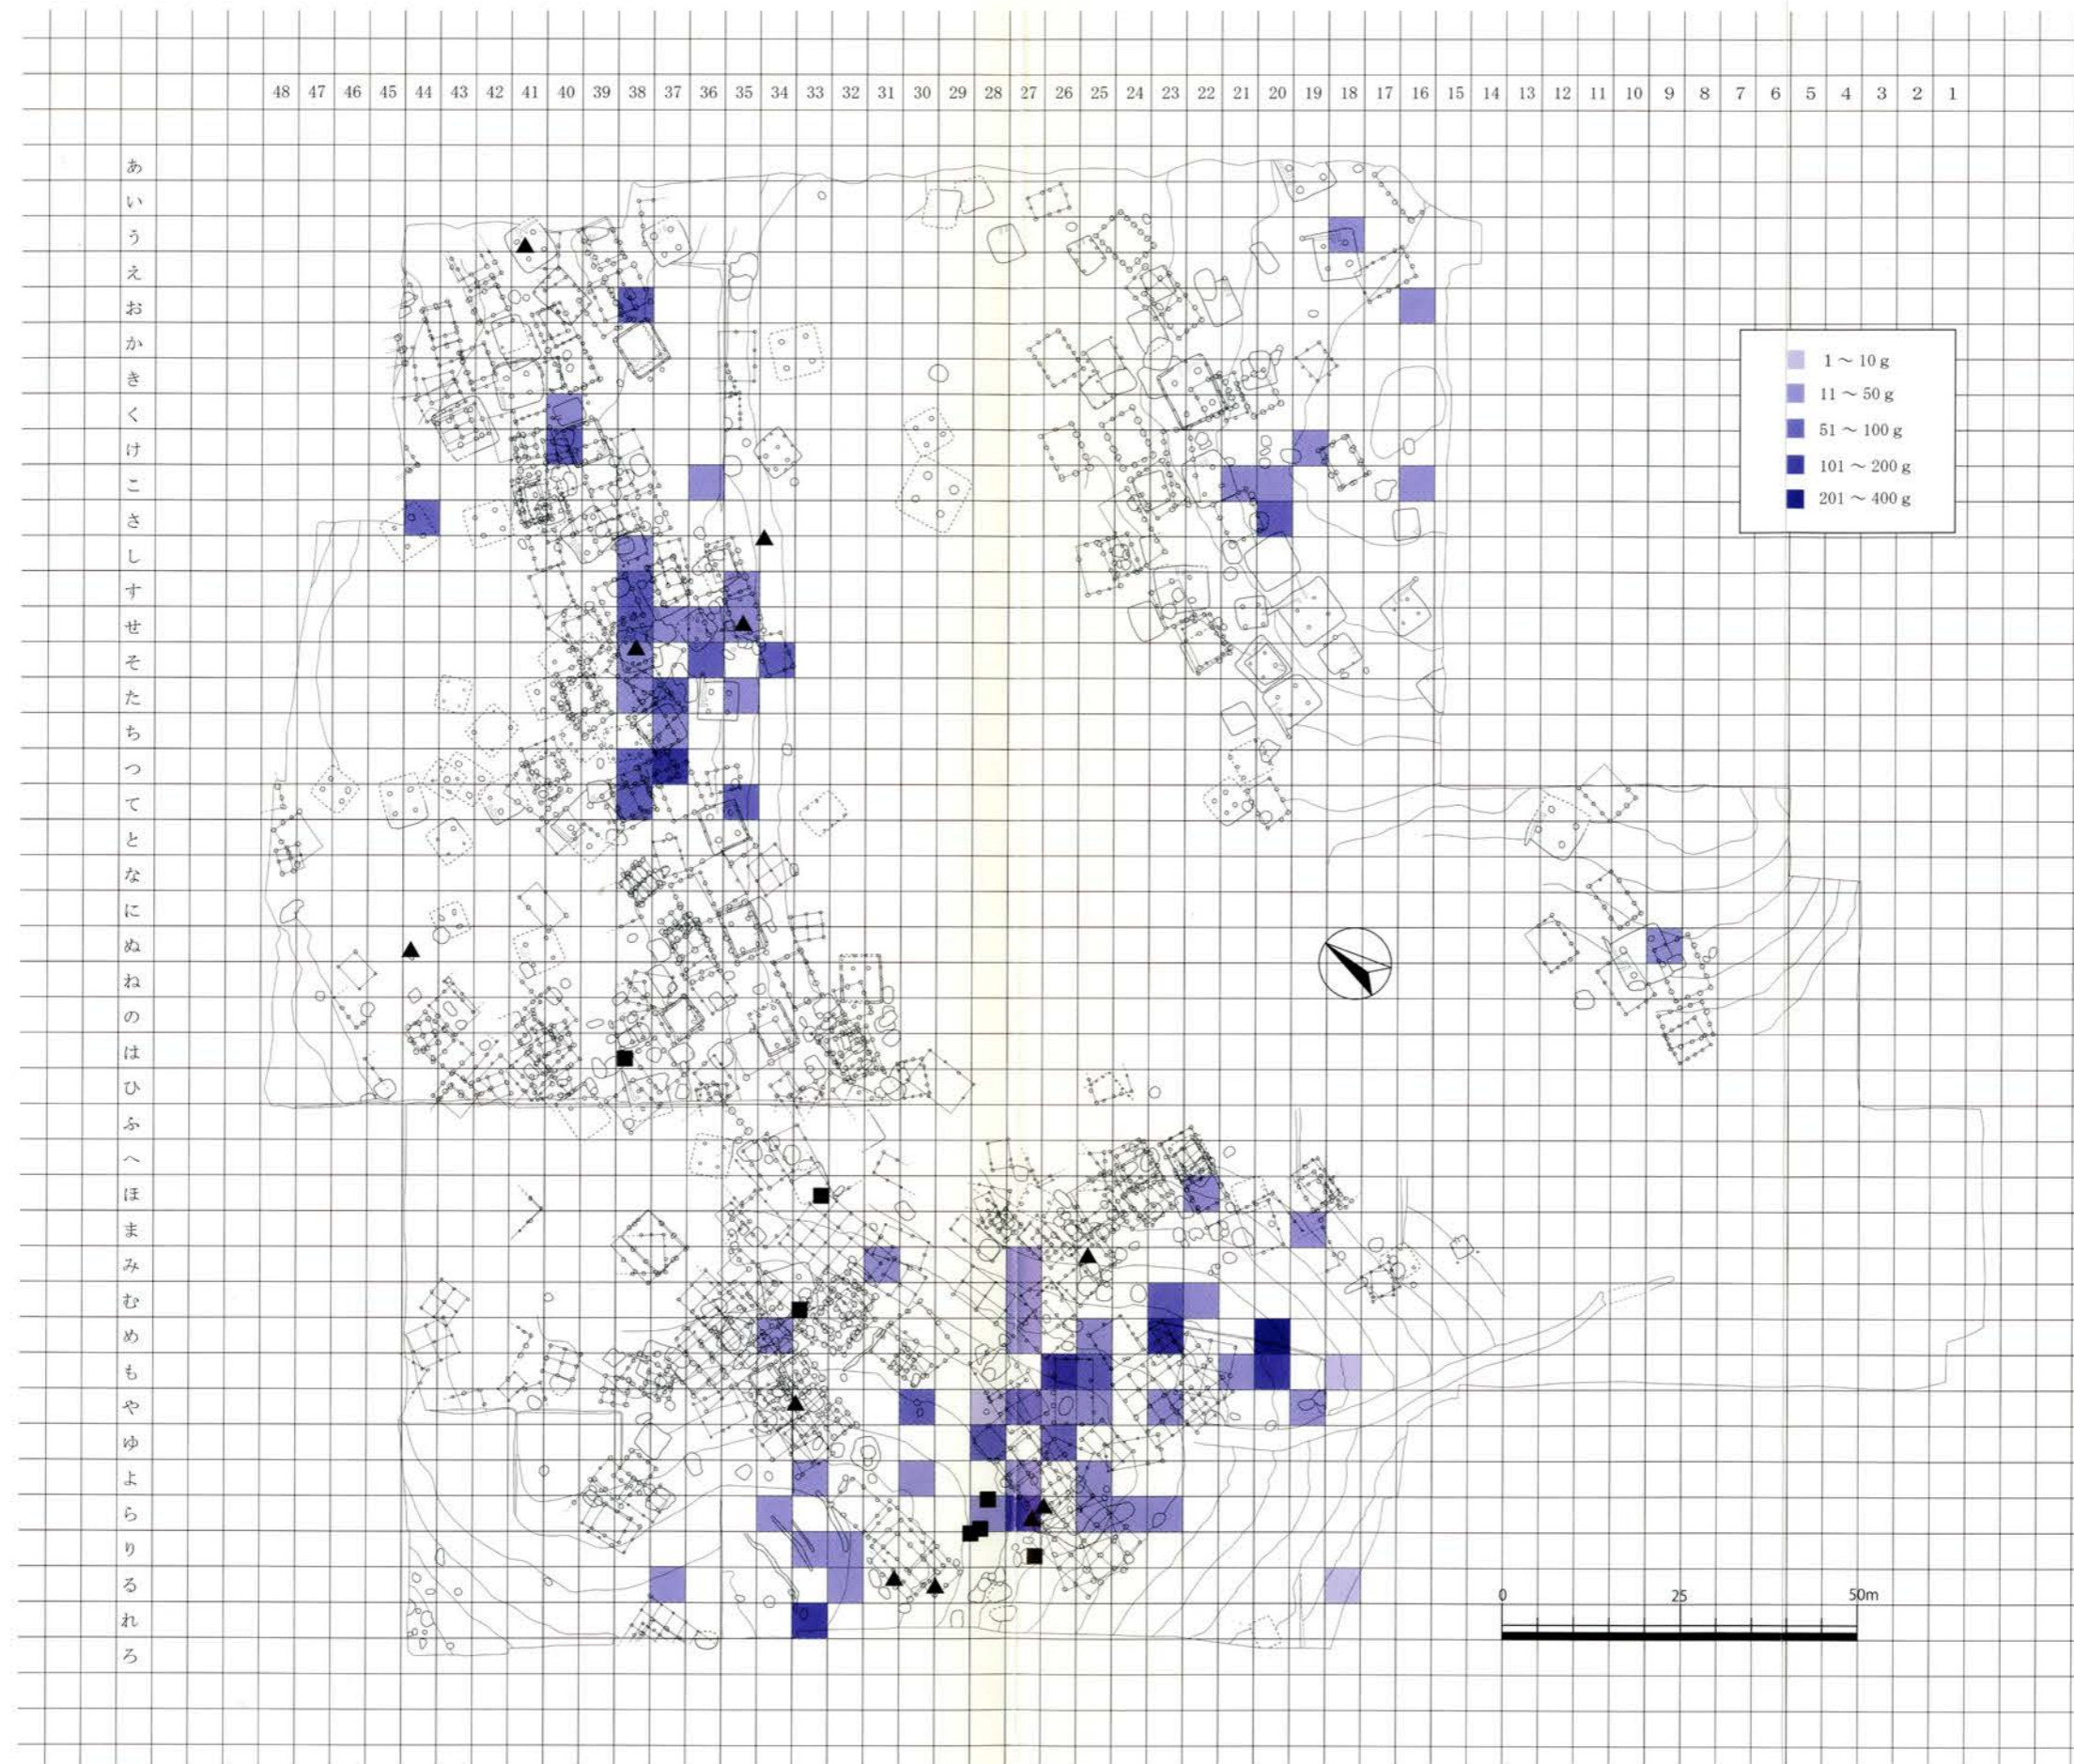 48 47 46 45 44 43 42 41 40 39 38 37 36 35 34 33 32 31 30 29 28 27 26 25 24 23 22 21 20 19 18 17 16 15 14 13 12 11 10 9 8 7 6 5 4 3 2 1
あ
い
う
え
お
か
き
く
け
こ
さ
し
す
せ
そ
た
ち
つ
て
と
な
に
ぬ
ね
の
は
ひ
ふ
へ
ほ
ま
み
む
め
も
や
ゆ
よ
ら
り
る
れ
ろ
1～10g
11～50g
51～100g
101～200g
201～400g
0 25 50m